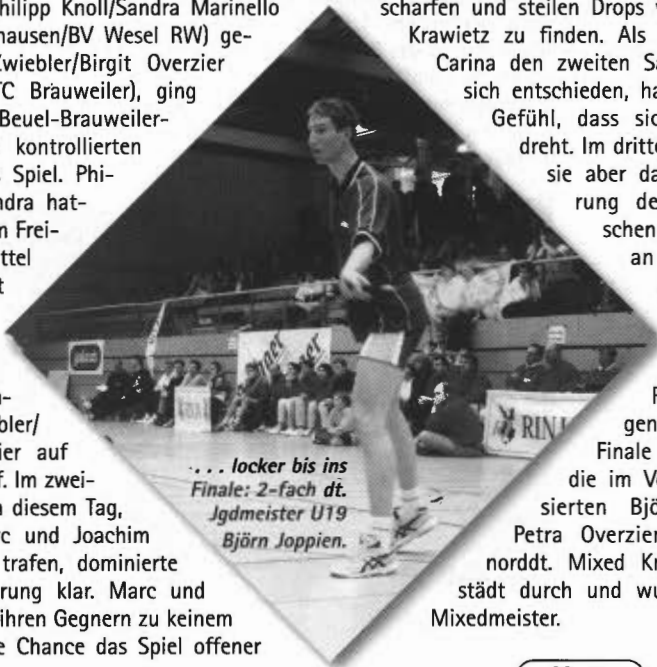 hilipp Knoll/Sandra Marinello
hausen/BV Wesel RW) ge-
wiebler/Birgit Overzier
C Brauweiler), ging
Beuel-Brauweiler-
kontrollierten
Spiel. Phi-
ndra hat-
n Frei-
ttel
t
-
bler/
ier auf
f. Im zwei-
n diesem Tag,
c und Joachim
trafen, dominierte
rung klar. Marc und
ihren Gegnern zu keinem
e Chance das Spiel offener
. . . locker bis ins
Finale: 2-fach dt.
Jgdmeister U19
Björn Joppien.
RIN
scharfen und steilen Drops
Krawietz zu finden. Als
Carina den zweiten Sa
sich entschieden, ha
Gefühl, dass sic
dreht. Im dritte
sie aber da
rung de
schen
an
F
gen
Finale
die im V
sierten Bjö
Petra Overzier
norddt. Mixed Kn
städt durch und wu
Mixedmeister.